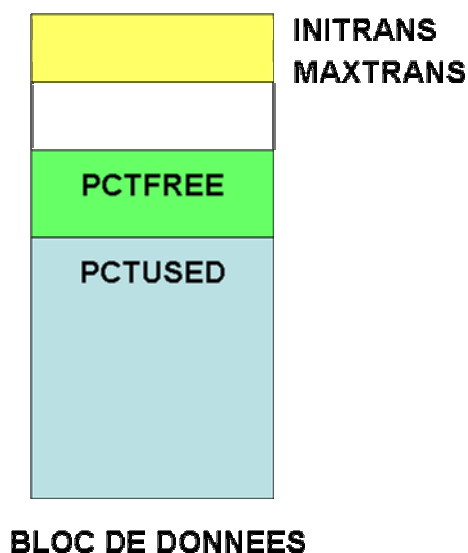 INITRANS
MAXTRANS
PCTFREE
PCTUSED
BLOC DE DONNEES